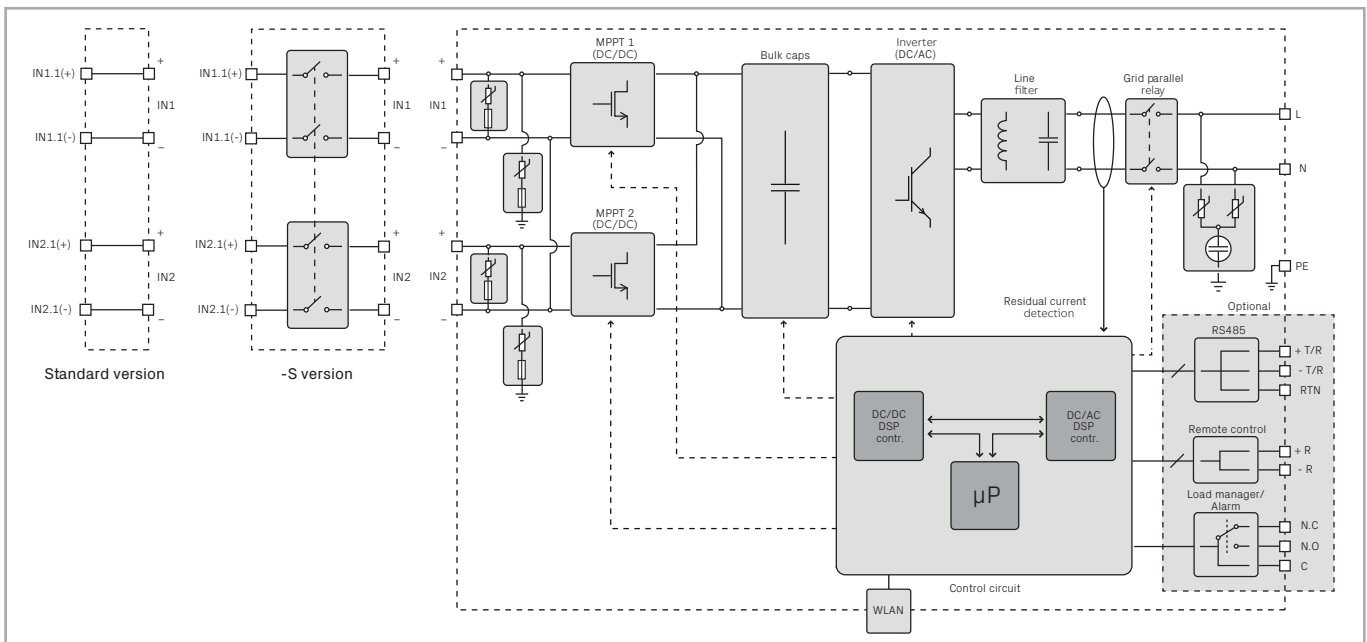 IN1.1(+)
+
IN1
IN1.1(-)
–
IN2.1(+)
+
IN2
IN2.1(-)
–
Standard version
IN1.1(+)
+
IN1
IN1.1(-)
–
IN2.1(+)
+
IN2
IN2.1(-)
–
-S version
+
IN1
–
+
IN2
–
MPPT 1
(DC/DC)
MPPT 2
(DC/DC)
Bulk caps
Inverter
(DC/AC)
Line
filter
Grid parallel
relay
L
N
PE
Residual current
detection
Optional
RS485
+ T/R
- T/R
RTN
Remote control
+ R
- R
Load manager/
Alarm
N.C
N.O
C
DC/DC
DSP
contr.
DC/AC
DSP
contr.
µP
Control circuit
WLAN